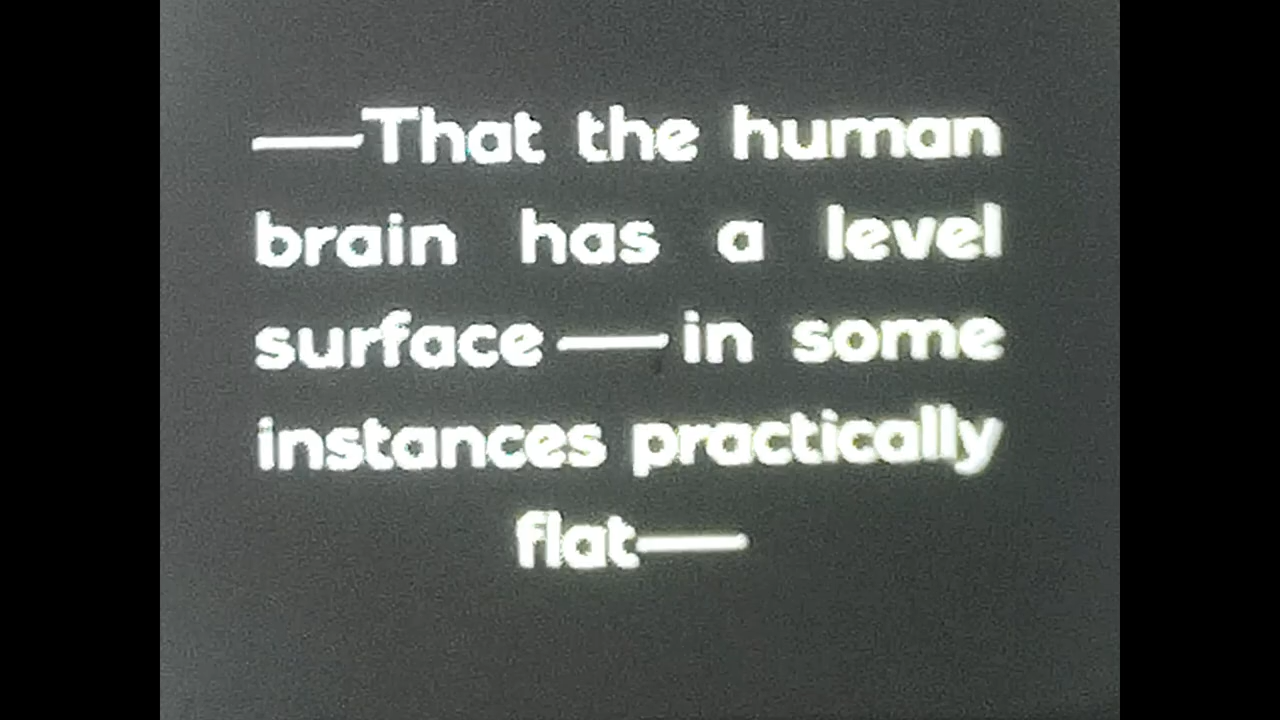 —That the human
brain has a level
surface—in some
instances practically
flat—